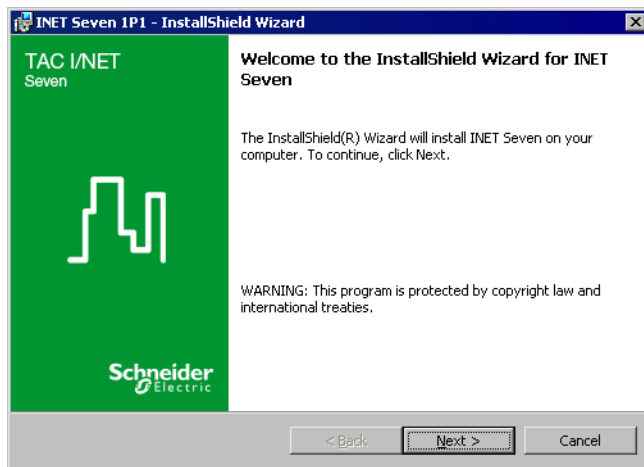 INET Seven 1P1 - InstallShield Wizard
TAC I/NET
Seven
Welcome to the InstallShield Wizard for INET
Seven
The InstallShield(R) Wizard will install INET Seven on your
computer. To continue, click Next.
WARNING: This program is protected by copyright law and
international treaties.
Schneider
Electric
< Back
Next >
Cancel